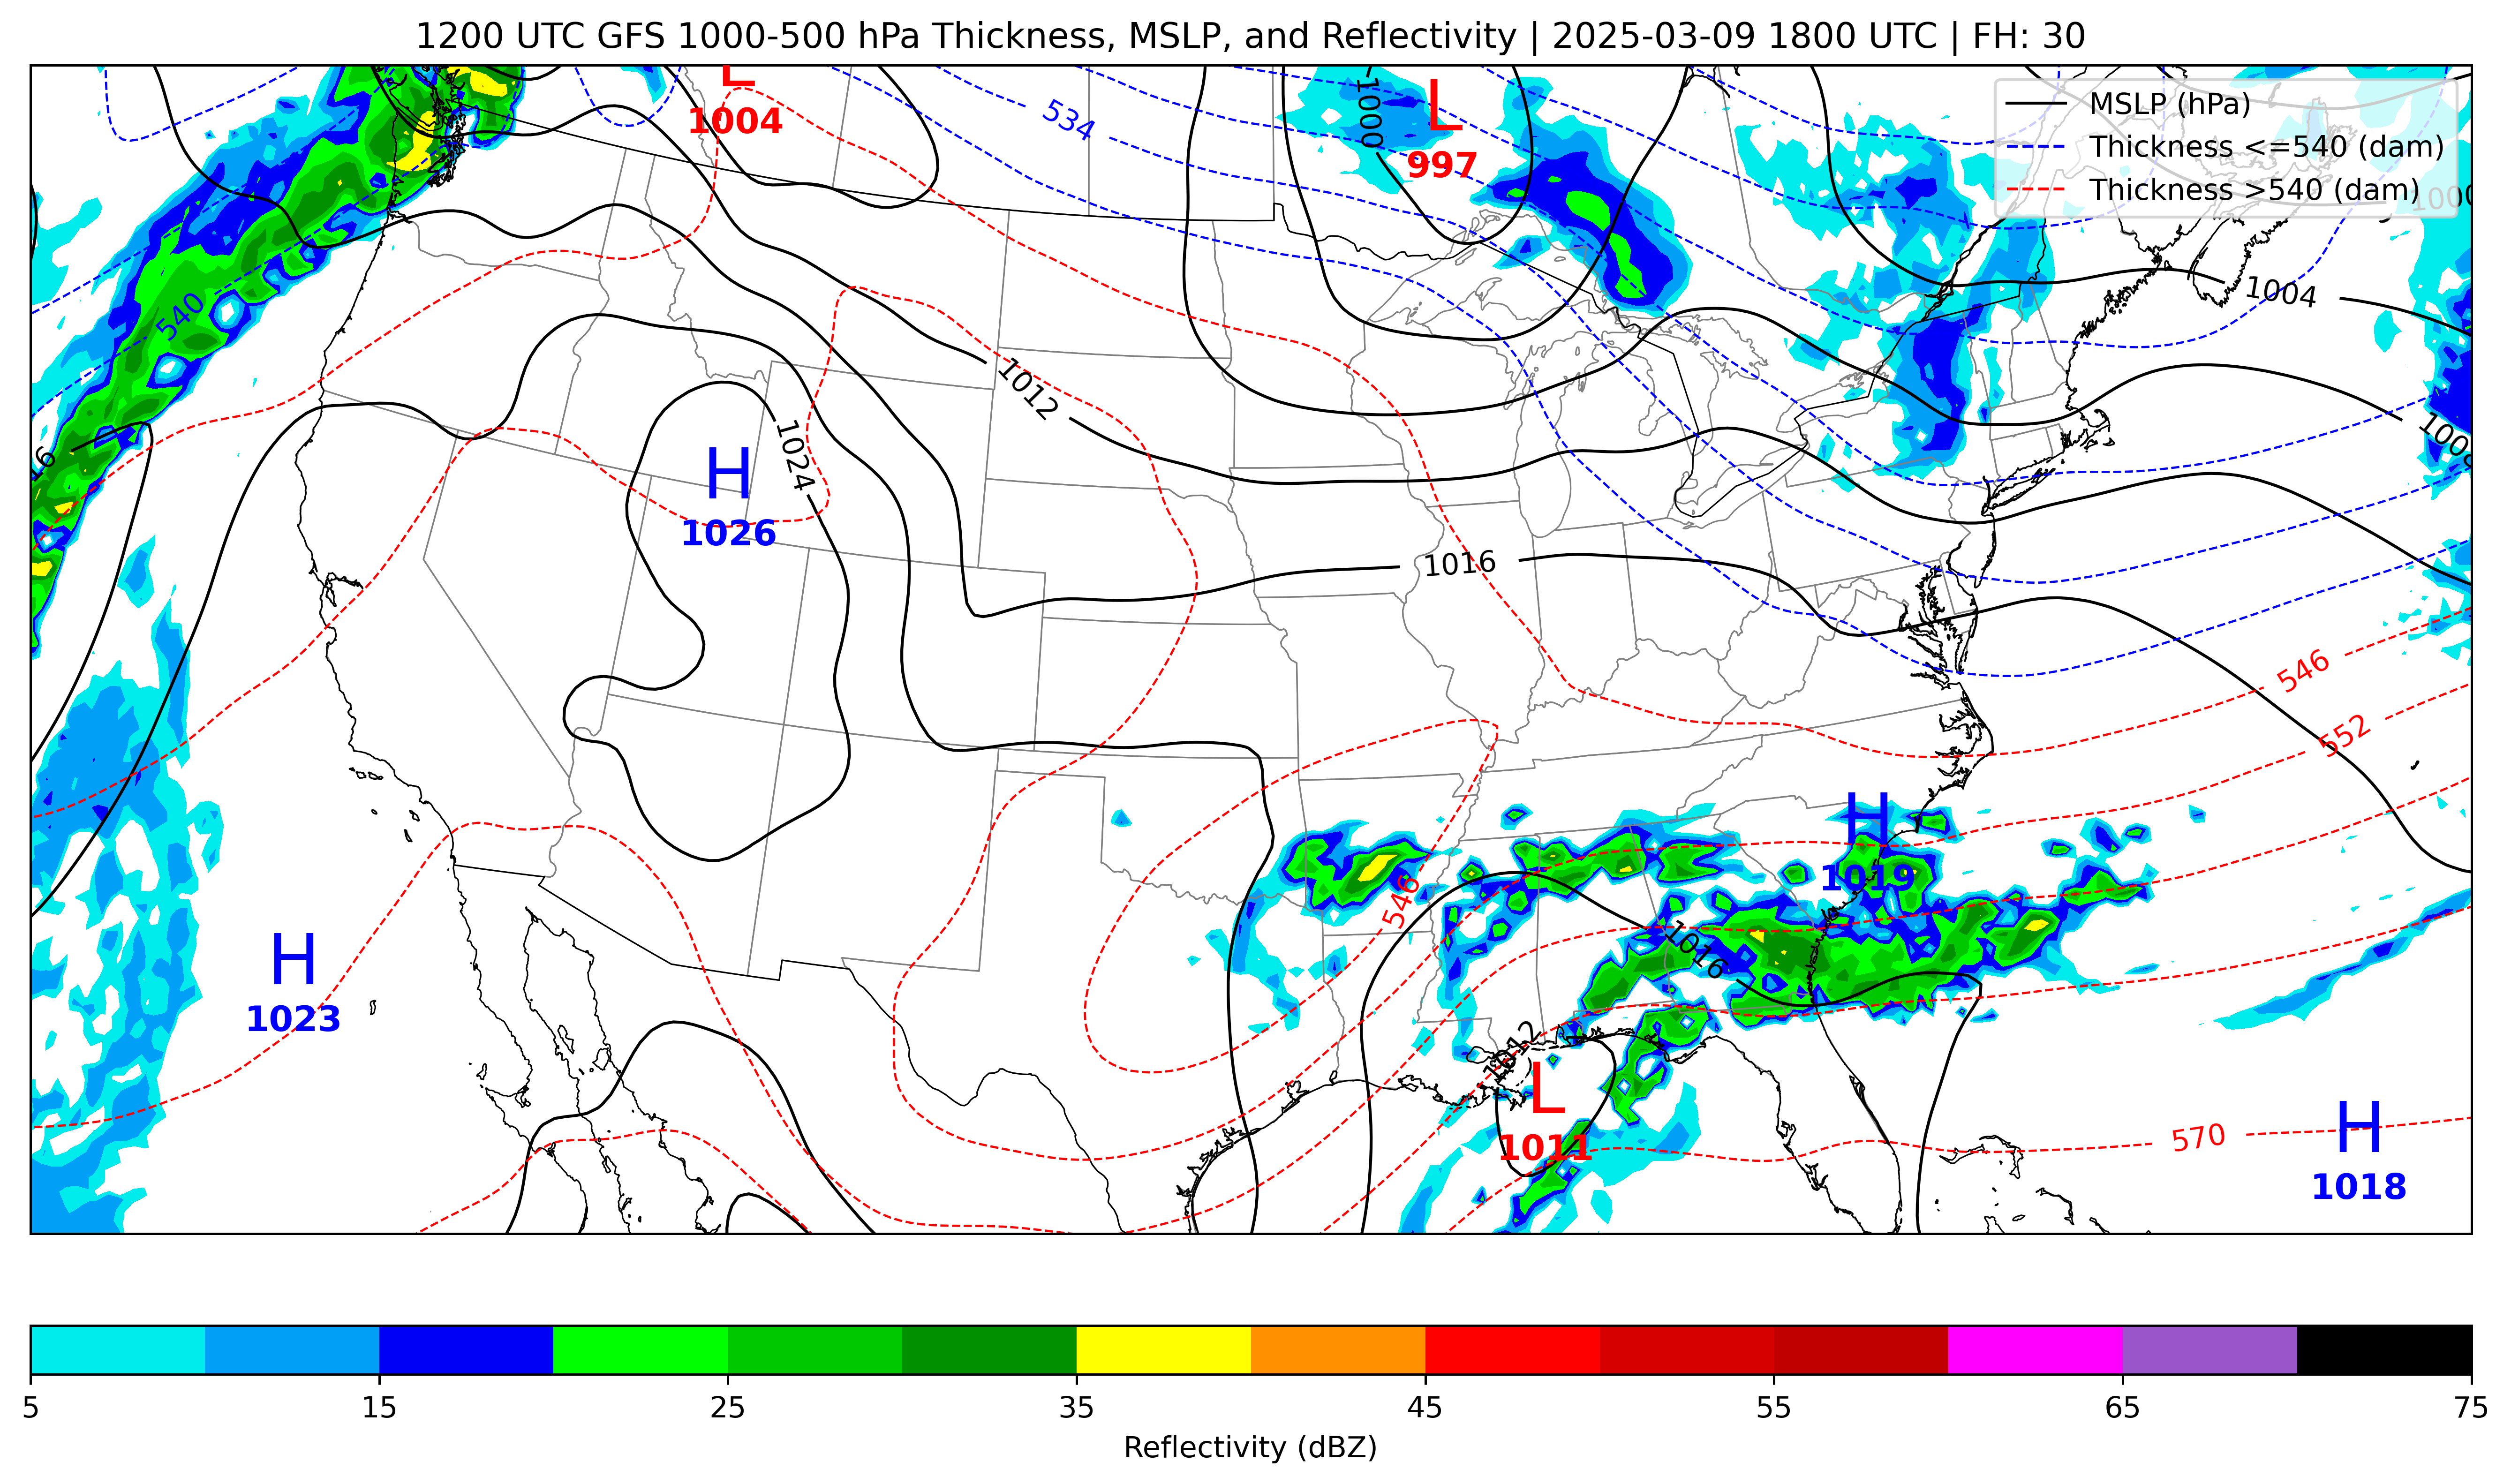 1200 UTC GFS 1000-500 hPa Thickness, MSLP, and Reflectivity | 2025-03-09 1800 UTC | FH: 30
MSLP (hPa)
Thickness <=540 (dam)
Thickness >540 (dam)
L
1004
534
1000
L
997
1000
1004
540
1012
1024
H
1026
16
1008
1016
546
552
H
1019
546
1016
H
1023
1012
L
1011
570
H
1018
5 15 25 35 45 55 65 75
Reflectivity (dBZ)